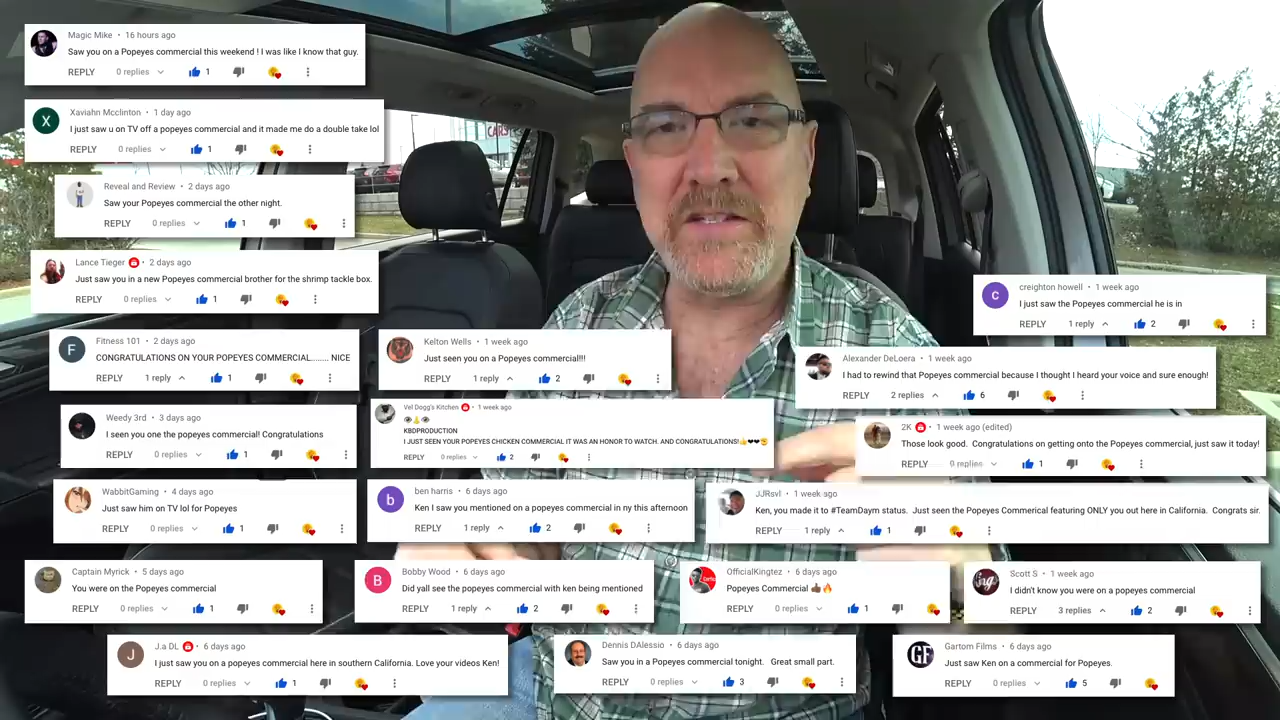 Magic Mike • 16 hours ago
Saw you on a Popeyes commercial this weekend ! I was like I know that guy.
REPLY 0 replies 1
X
Xaviahn Mcclinton • 1 day ago
I just saw u on TV off a popeyes commercial and it made me do a double take lol
REPLY 0 replies 1
Reveal and Review • 2 days ago
Saw your Popeyes commercial the other night.
REPLY 0 replies 1
Lance Tieger • 2 days ago
Just saw you in a new Popeyes commercial brother for the shrimp tackle box.
REPLY 0 replies 1
F
Fitness 101 • 2 days ago
CONGRATULATIONS ON YOUR POPEYES COMMERCIAL........ NICE
REPLY 1 reply 1
Weedy 3rd • 3 days ago
I seen you one the popeyes commercial! Congratulations
REPLY 0 replies 1
WabbitGaming • 4 days ago
Just saw him on TV lol for Popeyes
REPLY 0 replies 1
Captain Myrick • 5 days ago
You were on the Popeyes commercial
REPLY 0 replies 1
J
J.a DL • 6 days ago
I just saw you on a popeyes commercial here in southern California. Love your videos Ken!
REPLY 0 replies 1
Kelton Wells • 1 week ago
Just seen you on a Popeyes commercial!!!
REPLY 1 reply 2
Vel Dogg's Kitchen • 1 week ago
👁👃👁
KBDPRODUCTION
I JUST SEEN YOUR POPEYES CHICKEN COMMERCIAL IT WAS AN HONOR TO WATCH. AND CONGRATULATIONS!
REPLY 0 replies 2
b
ben harris • 6 days ago
Ken I saw you mentioned on a popeyes commercial in ny this afternoon
REPLY 1 reply 2
B
Bobby Wood • 6 days ago
Did yall see the popeyes commercial with ken being mentioned
REPLY 1 reply 2
Dennis DAlessio • 6 days ago
Saw you in a Popeyes commercial tonight. Great small part.
REPLY 0 replies 3
c
creighton howell • 1 week ago
I just saw the Popeyes commercial he is in
REPLY 1 reply 2
Alexander DeLoera • 1 week ago
I had to rewind that Popeyes commercial because I thought I heard your voice and sure enough!
REPLY 2 replies 6
2K • 1 week ago (edited)
Those look good. Congratulations on getting onto the Popeyes commercial, just saw it today!
REPLY 0 replies 1
JJRsvl • 1 week ago
Ken, you made it to #TeamDaym status. Just seen the Popeyes Commerical featuring ONLY you out here in California. Congrats sir.
REPLY 1 reply 1
OfficialKingtez • 6 days ago
Popeyes Commercial 👍🏾🔥
REPLY 0 replies 1
Scott S • 1 week ago
I didn't know you were on a popeyes commercial
REPLY 3 replies 2
GF
Gartom Films • 6 days ago
Just saw Ken on a commercial for Popeyes.
REPLY 0 replies 5